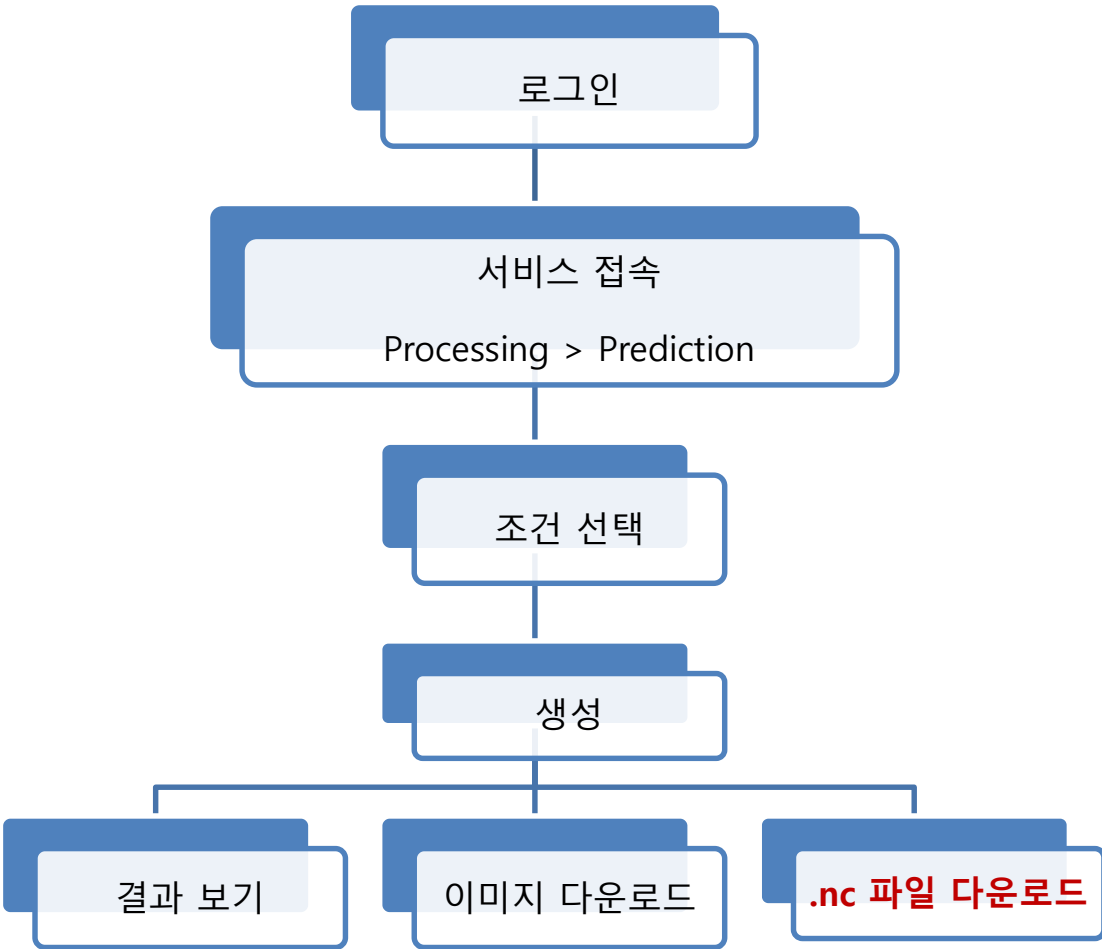 로그인
서비스 접속
Processing > Prediction
조건 선택
생성
결과 보기
이미지 다운로드
.nc 파일 다운로드